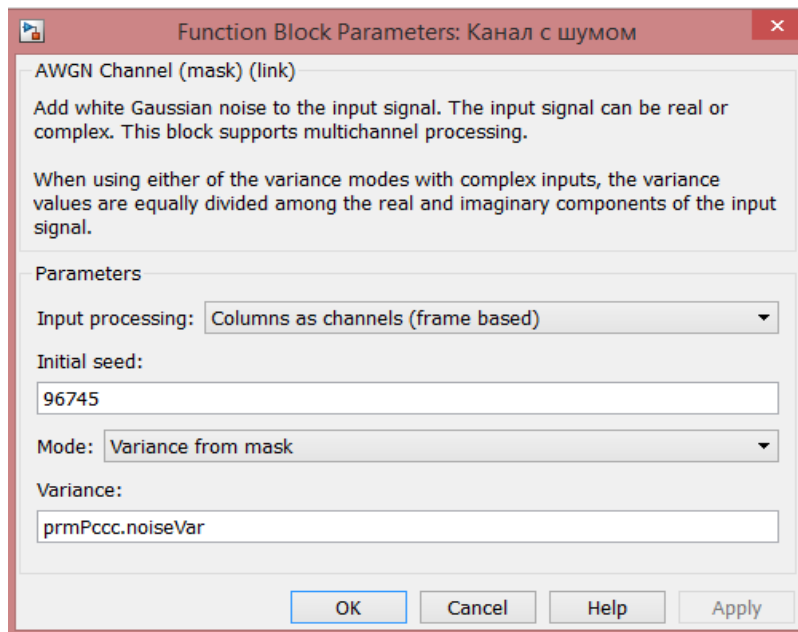 Function Block Parameters: Канал с шумом
AWGN Channel (mask) (link)
Add white Gaussian noise to the input signal. The input signal can be real or
complex. This block supports multichannel processing.
When using either of the variance modes with complex inputs, the variance
values are equally divided among the real and imaginary components of the input
signal.
Parameters
Input processing: Columns as channels (frame based)
Initial seed:
96745
Mode: Variance from mask
Variance:
prmPccc.noiseVar
OK Cancel Help Apply